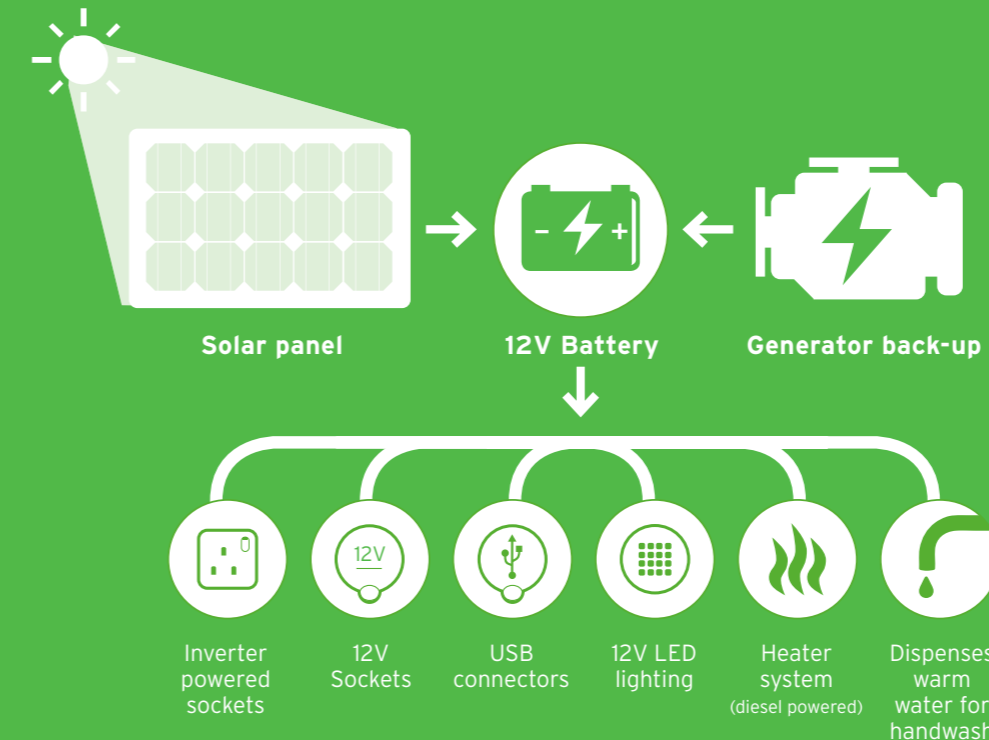 Solar panel
12V Battery
Generator back-up
12V
Inverter
powered
sockets
12V
Sockets
USB
connectors
12V LED
lighting
Heater
system
(diesel powered)
Dispenses
warm
water for
handwash